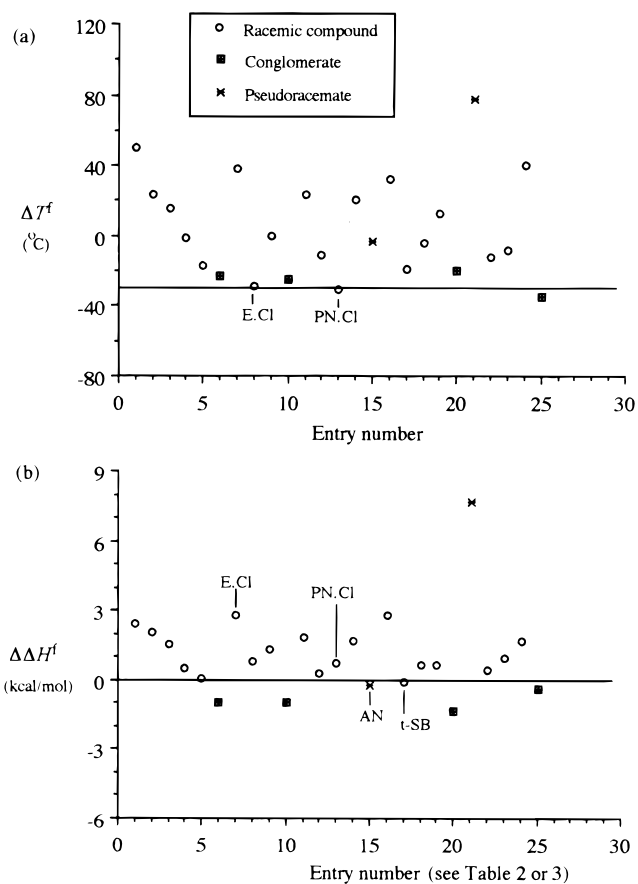 (a)
120
80
40
0
-40
-80
ΔTᶠ
(°C)
Racemic compound
Conglomerate
Pseudoracemate
E.Cl
PN.Cl
0 5 10 15 20 25 30
Entry number
(b)
9
6
3
0
-3
-6
ΔΔHᶠ
(kcal/mol)
E.Cl
PN.Cl
AN
t-SB
0 5 10 15 20 25 30
Entry number (see Table 2 or 3)